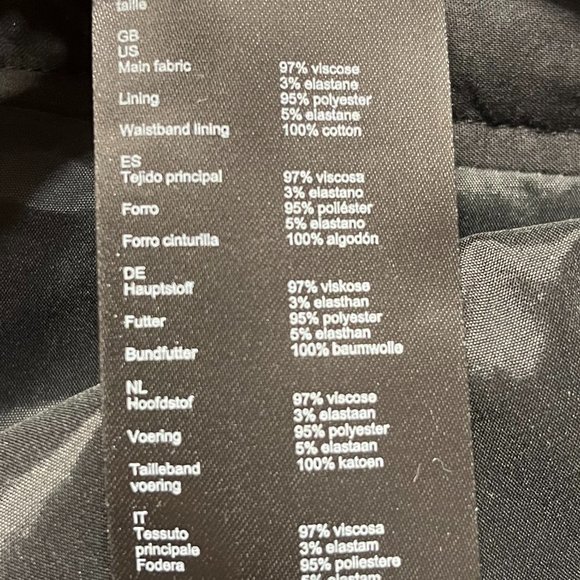 taille
GB
US
Main fabric 97% viscose
3% elastane
Lining 95% polyester
5% elastane
Waistband lining 100% cotton
ES
Tejido principal 97% viscosa
3% elastano
Forro 95% poliéster
5% elastano
Forro cinturilla 100% algodón
DE
Hauptstoff 97% viskose
3% elasthan
Futter 95% polyester
5% elasthan
Bundfutter 100% baumwolle
NL
Hoofdstof 97% viscose
3% elastaan
Voering 95% polyester
5% elastaan
Tailleband 100% katoen
voering
IT
Tessuto 97% viscosa
principale 3% elastam
Fodera 95% poliestere
5% elastam